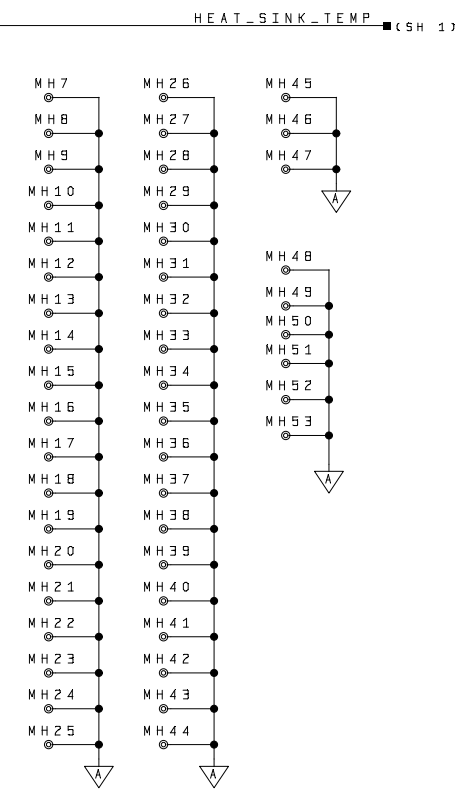 HEAT_SINK_TEMP (SH 1)
MH7
MH8
MH9
MH10
MH11
MH12
MH13
MH14
MH15
MH16
MH17
MH18
MH19
MH20
MH21
MH22
MH23
MH24
MH25
A
MH26
MH27
MH28
MH29
MH30
MH31
MH32
MH33
MH34
MH35
MH36
MH37
MH38
MH39
MH40
MH41
MH42
MH43
MH44
A
MH45
MH46
MH47
A
MH48
MH49
MH50
MH51
MH52
MH53
A